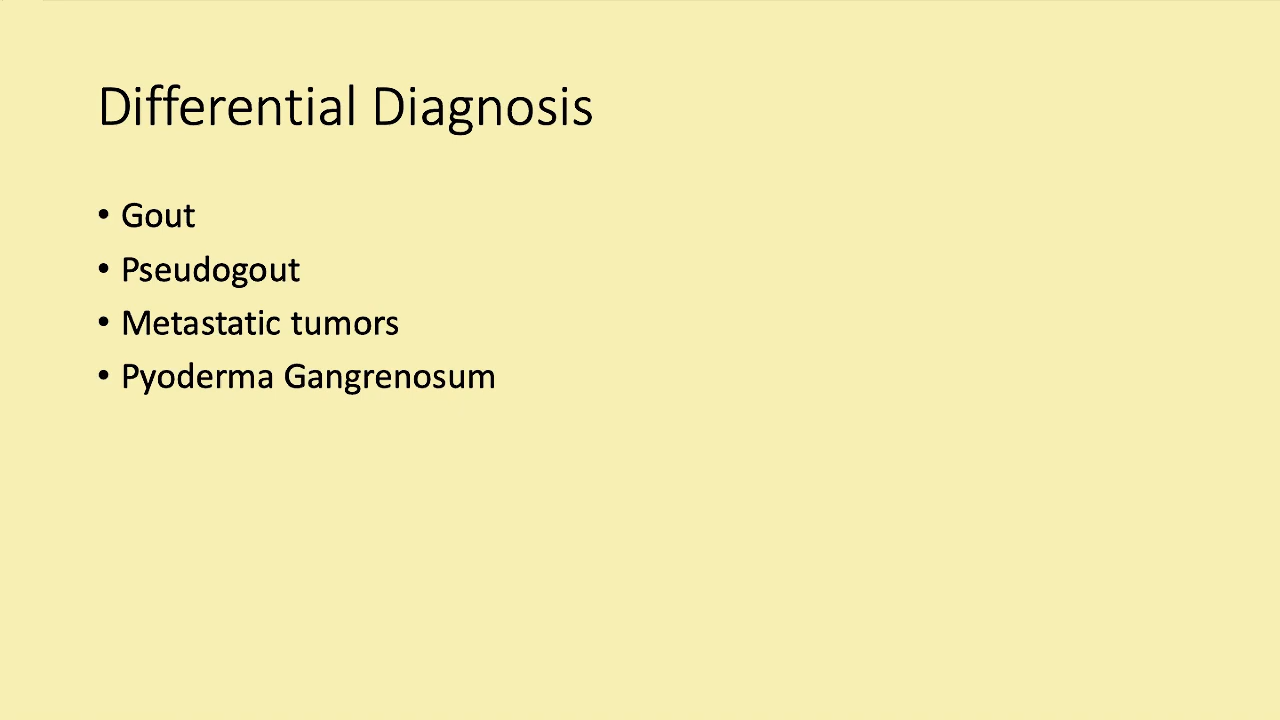 Differential Diagnosis
• Gout
• Pseudogout
• Metastatic tumors
• Pyoderma Gangrenosum